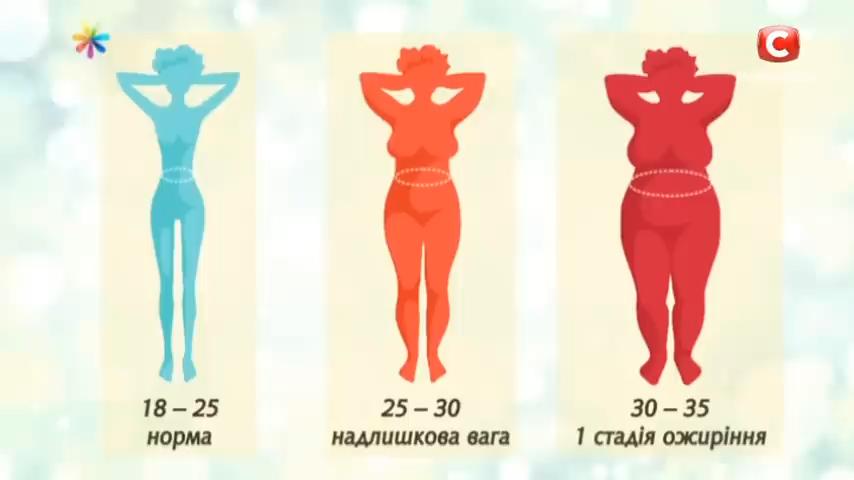 С
18 – 25
норма
25 – 30
надлишкова вага
30 – 35
1 стадія ожиріння